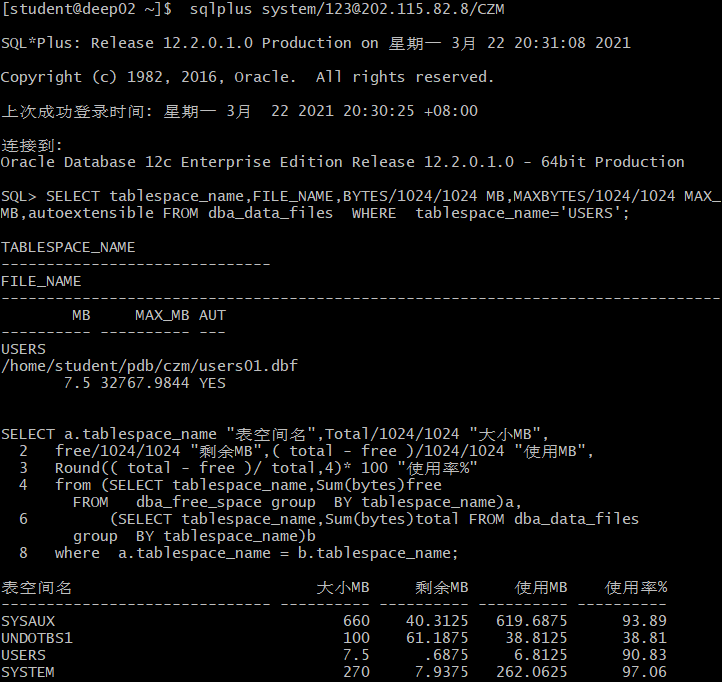 [student@deep02 ~]$  sqlplus system/123@202.115.82.8/CZM
SQL*Plus: Release 12.2.0.1.0 Production on 星期一 3月 22 20:31:08 2021
Copyright (c) 1982, 2016, Oracle.  All rights reserved.
上次成功登录时间: 星期一 3月  22 2021 20:30:25 +08:00
连接到:
Oracle Database 12c Enterprise Edition Release 12.2.0.1.0 - 64bit Production
SQL> SELECT tablespace_name,FILE_NAME,BYTES/1024/1024 MB,MAXBYTES/1024/1024 MAX_
MB,autoextensible FROM dba_data_files  WHERE  tablespace_name='USERS';
TABLESPACE_NAME
------------------------------
FILE_NAME
--------------------------------------------------------------------------------
        MB     MAX_MB AUT
---------- ---------- ---
USERS
/home/student/pdb/czm/users01.dbf
       7.5 32767.9844 YES
SELECT a.tablespace_name "表空间名",Total/1024/1024 "大小MB",
  2   free/1024/1024 "剩余MB",( total - free )/1024/1024 "使用MB",
  3   Round(( total - free )/ total,4)* 100 "使用率%"
  4   from (SELECT tablespace_name,Sum(bytes)free
        FROM   dba_free_space group  BY tablespace_name)a,
  6         (SELECT tablespace_name,Sum(bytes)total FROM dba_data_files
        group  BY tablespace_name)b
  8   where  a.tablespace_name = b.tablespace_name;
表空间名                           大小MB     剩余MB     使用MB    使用率%
------------------------------ ---------- ---------- ---------- ----------
SYSAUX                                660    40.3125   619.6875      93.89
UNDOTBS1                              100    61.1875    38.8125      38.81
USERS                                 7.5      .6875     6.8125      90.83
SYSTEM                                270     7.9375   262.0625      97.06